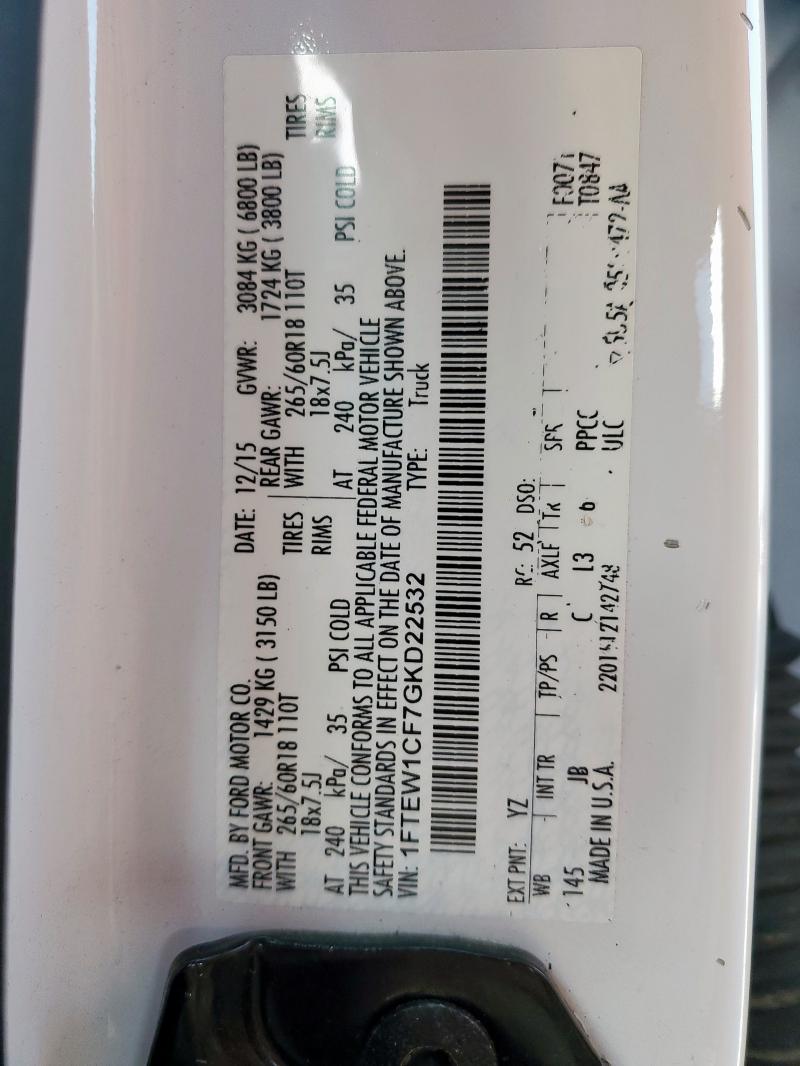 MFD. BY FORD MOTOR CO.
DATE: 12/15 GVWR: 3084 KG ( 6800 LB)
FRONT GAWR: 1429 KG ( 3150 LB) REAR GAWR: 1724 KG ( 3800 LB)
WITH 265/60R18 110T TIRES WITH 265/60R18 110T TIRES
18x7.5J RIMS 18x7.5J RIMS
AT 240 kPa/ 35 PSI COLD AT 240 kPa/ 35 PSI COLD
THIS VEHICLE CONFORMS TO ALL APPLICABLE FEDERAL MOTOR VEHICLE
SAFETY STANDARDS IN EFFECT ON THE DATE OF MANUFACTURE SHOWN ABOVE.
VIN: 1FTEW1CF7GKD22532 TYPE: Truck
EXT PNT: YZ 52 DSO:
WB INT TR TP/PS R AXLE TR SPR
145 JB C L3 6 PPCC T0847
MADE IN U.S.A. ULC